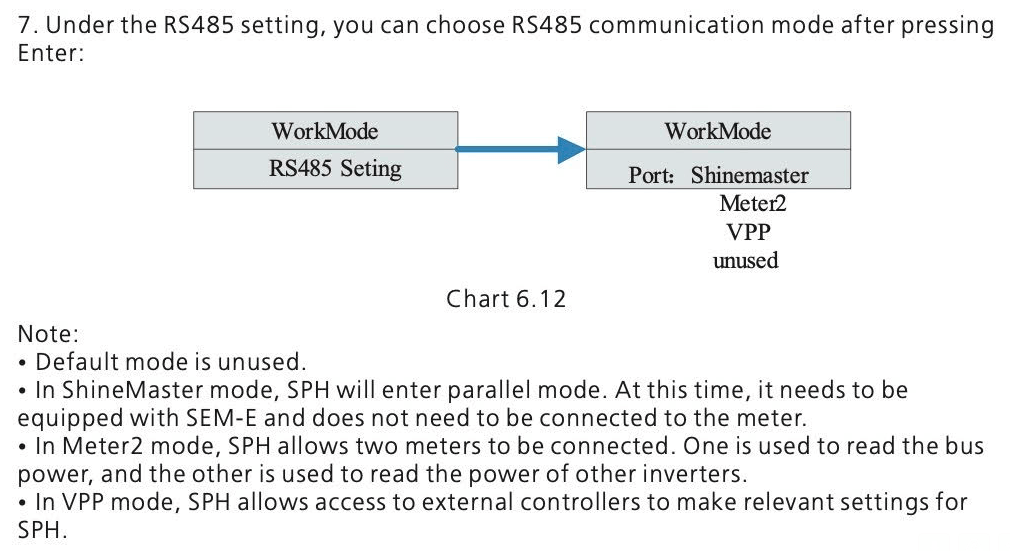 7. Under the RS485 setting, you can choose RS485 communication mode after pressing
Enter:
WorkMode
RS485 Seting
WorkMode
Port: Shinemaster
Meter2
VPP
unused
Chart 6.12
Note:
• Default mode is unused.
• In ShineMaster mode, SPH will enter parallel mode. At this time, it needs to be
equipped with SEM-E and does not need to be connected to the meter.
• In Meter2 mode, SPH allows two meters to be connected. One is used to read the bus
power, and the other is used to read the power of other inverters.
• In VPP mode, SPH allows access to external controllers to make relevant settings for
SPH.